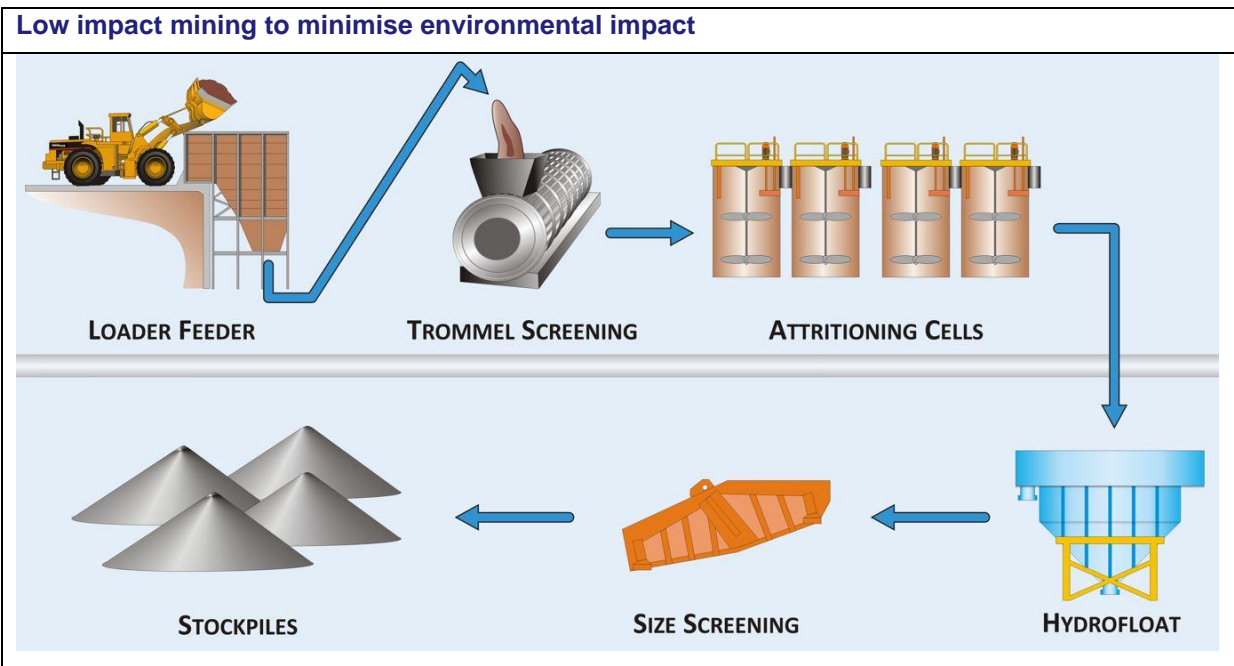 Low impact mining to minimise environmental impact
LOADER FEEDER
TROMMEL SCREENING
ATTRITIONING CELLS
STOCKPILES
SIZE SCREENING
HYDROFLOAT